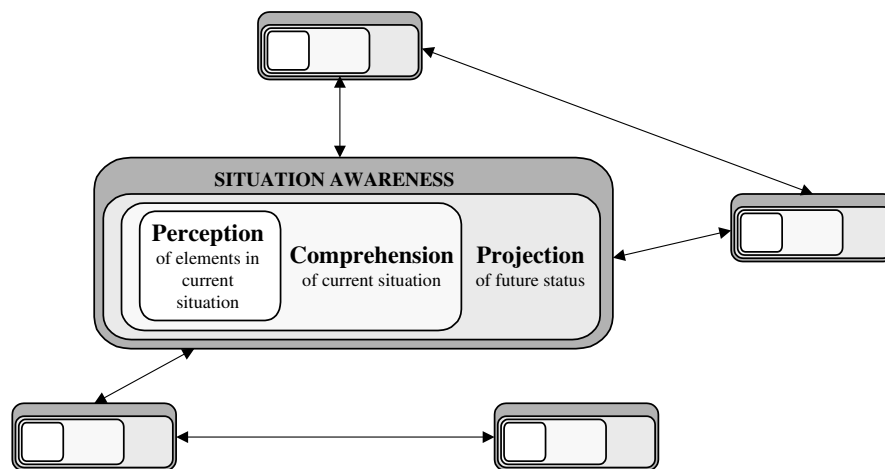 SITUATION AWARENESS
Perception
of elements in
current
situation
Comprehension
of current situation
Projection
of future status